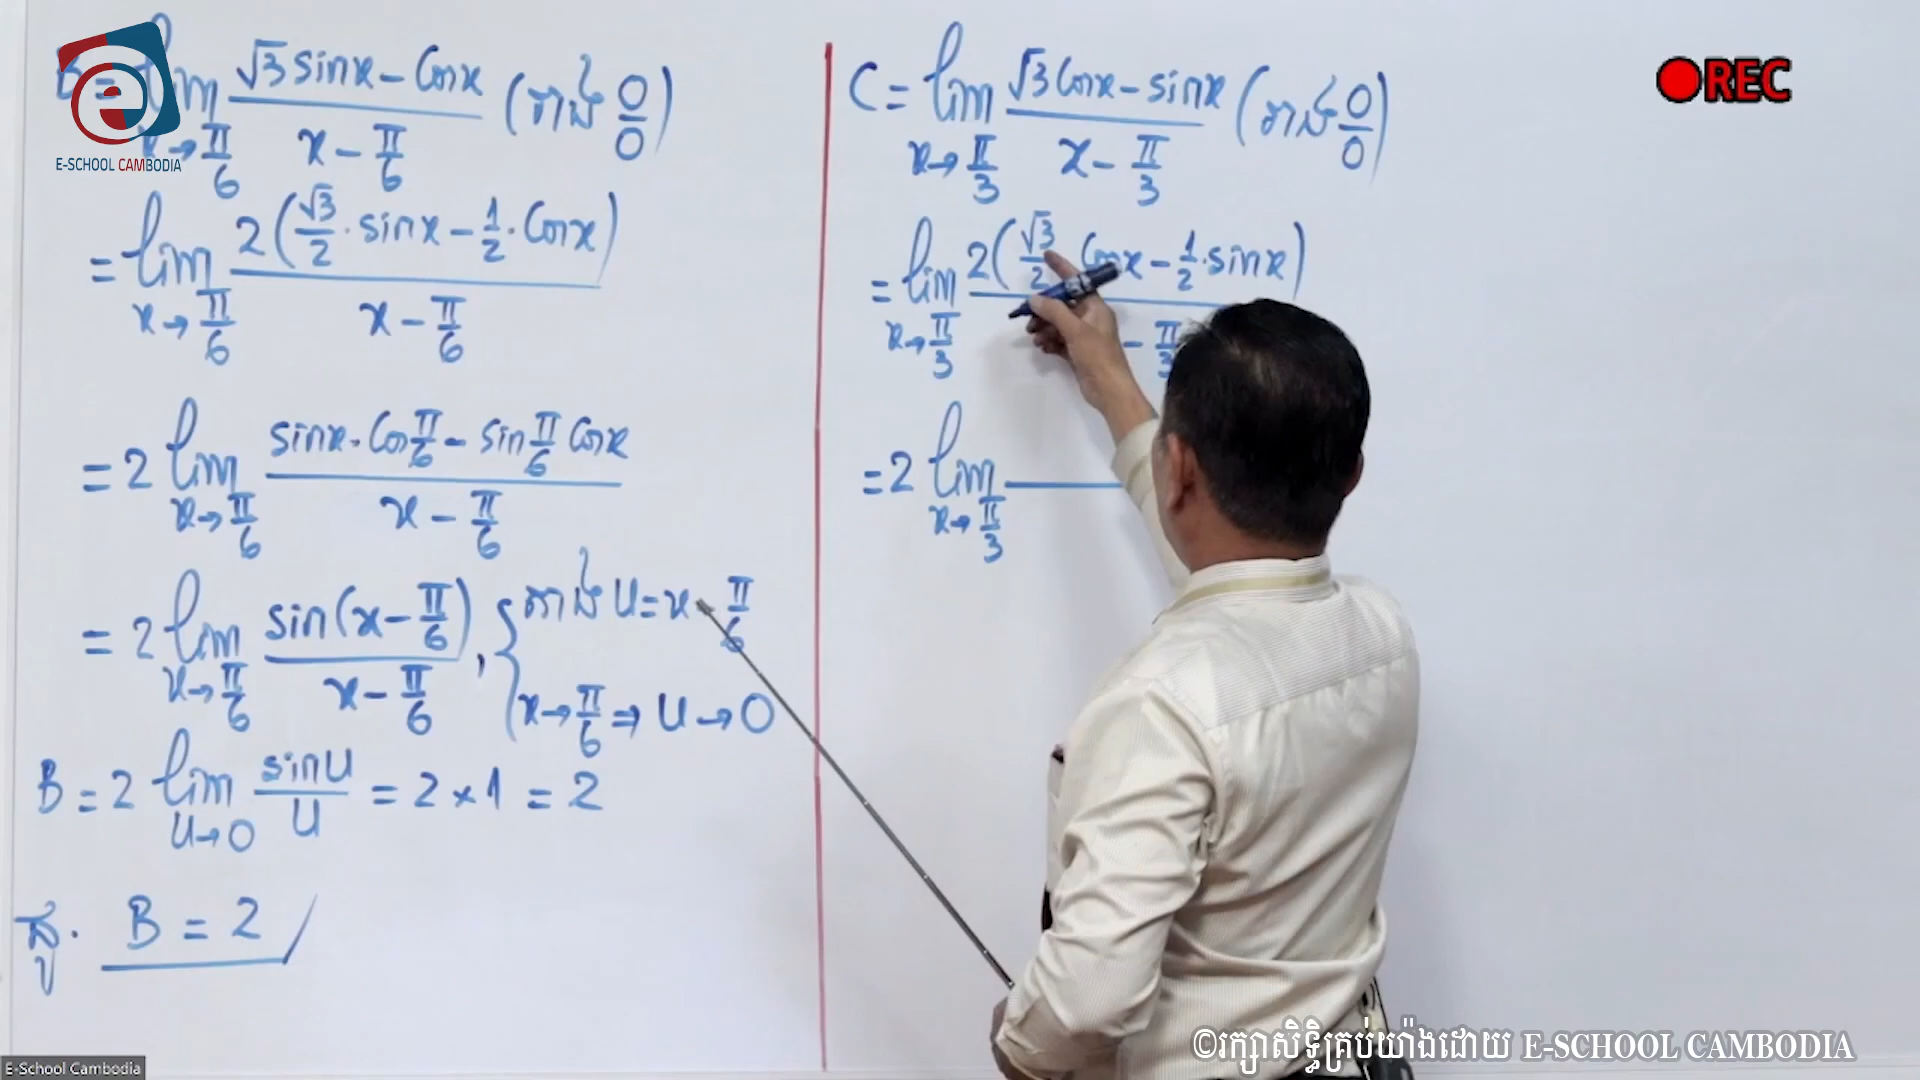 E-SCHOOL CAMBODIA
B = lim x→π/6 (√3 sinx − Cosx)/(x − π/6) (រាង 0/0)
= lim x→π/6 2(√3/2 · sinx − 1/2 · Cosx)/(x − π/6)
= 2 lim x→π/6 (sinx · Cos π/6 − sin π/6 Cosx)/(x − π/6)
= 2 lim x→π/6 sin(x − π/6)/(x − π/6) , { តាង U = x − π/6
x→π/6 ⇒ U→0
B = 2 lim U→0 sinU/U = 2 × 1 = 2
ដូ. B = 2
C = lim x→π/3 (√3 Cosx − sinx)/(x − π/3) (រាង 0/0)
= lim x→π/3 2(√3/2 Cosx − 1/2 · sinx)/( − π/3
= 2 lim x→π/3
REC
©រក្សាសិទ្ធិគ្រប់យ៉ាងដោយ E-SCHOOL CAMBODIA
E-School Cambodia